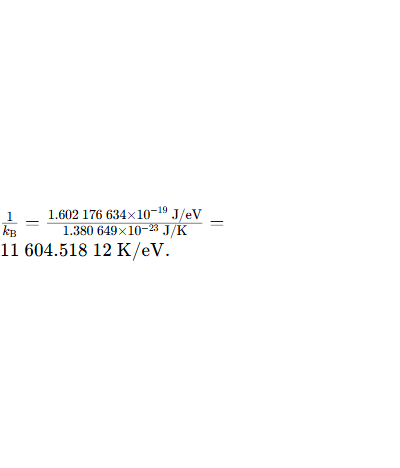 1/k_B = 1.602 176 634×10⁻¹⁹ J/eV / 1.380 649×10⁻²³ J/K =
11 604.518 12 K/eV.